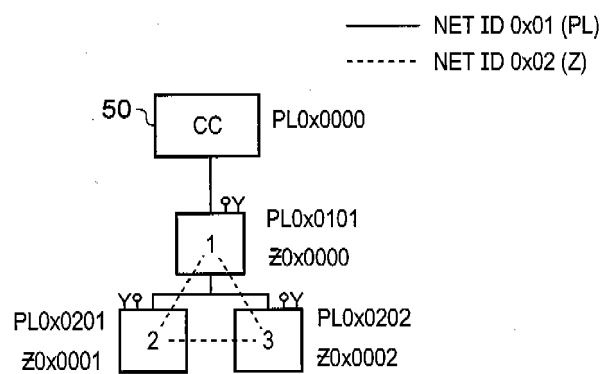 NET ID 0x01 (PL)
NET ID 0x02 (Z)
50
CC
PL0x0000
1
PL0x0101
Z0x0000
PL0x0201
Z0x0001
2
3
PL0x0202
Z0x0002